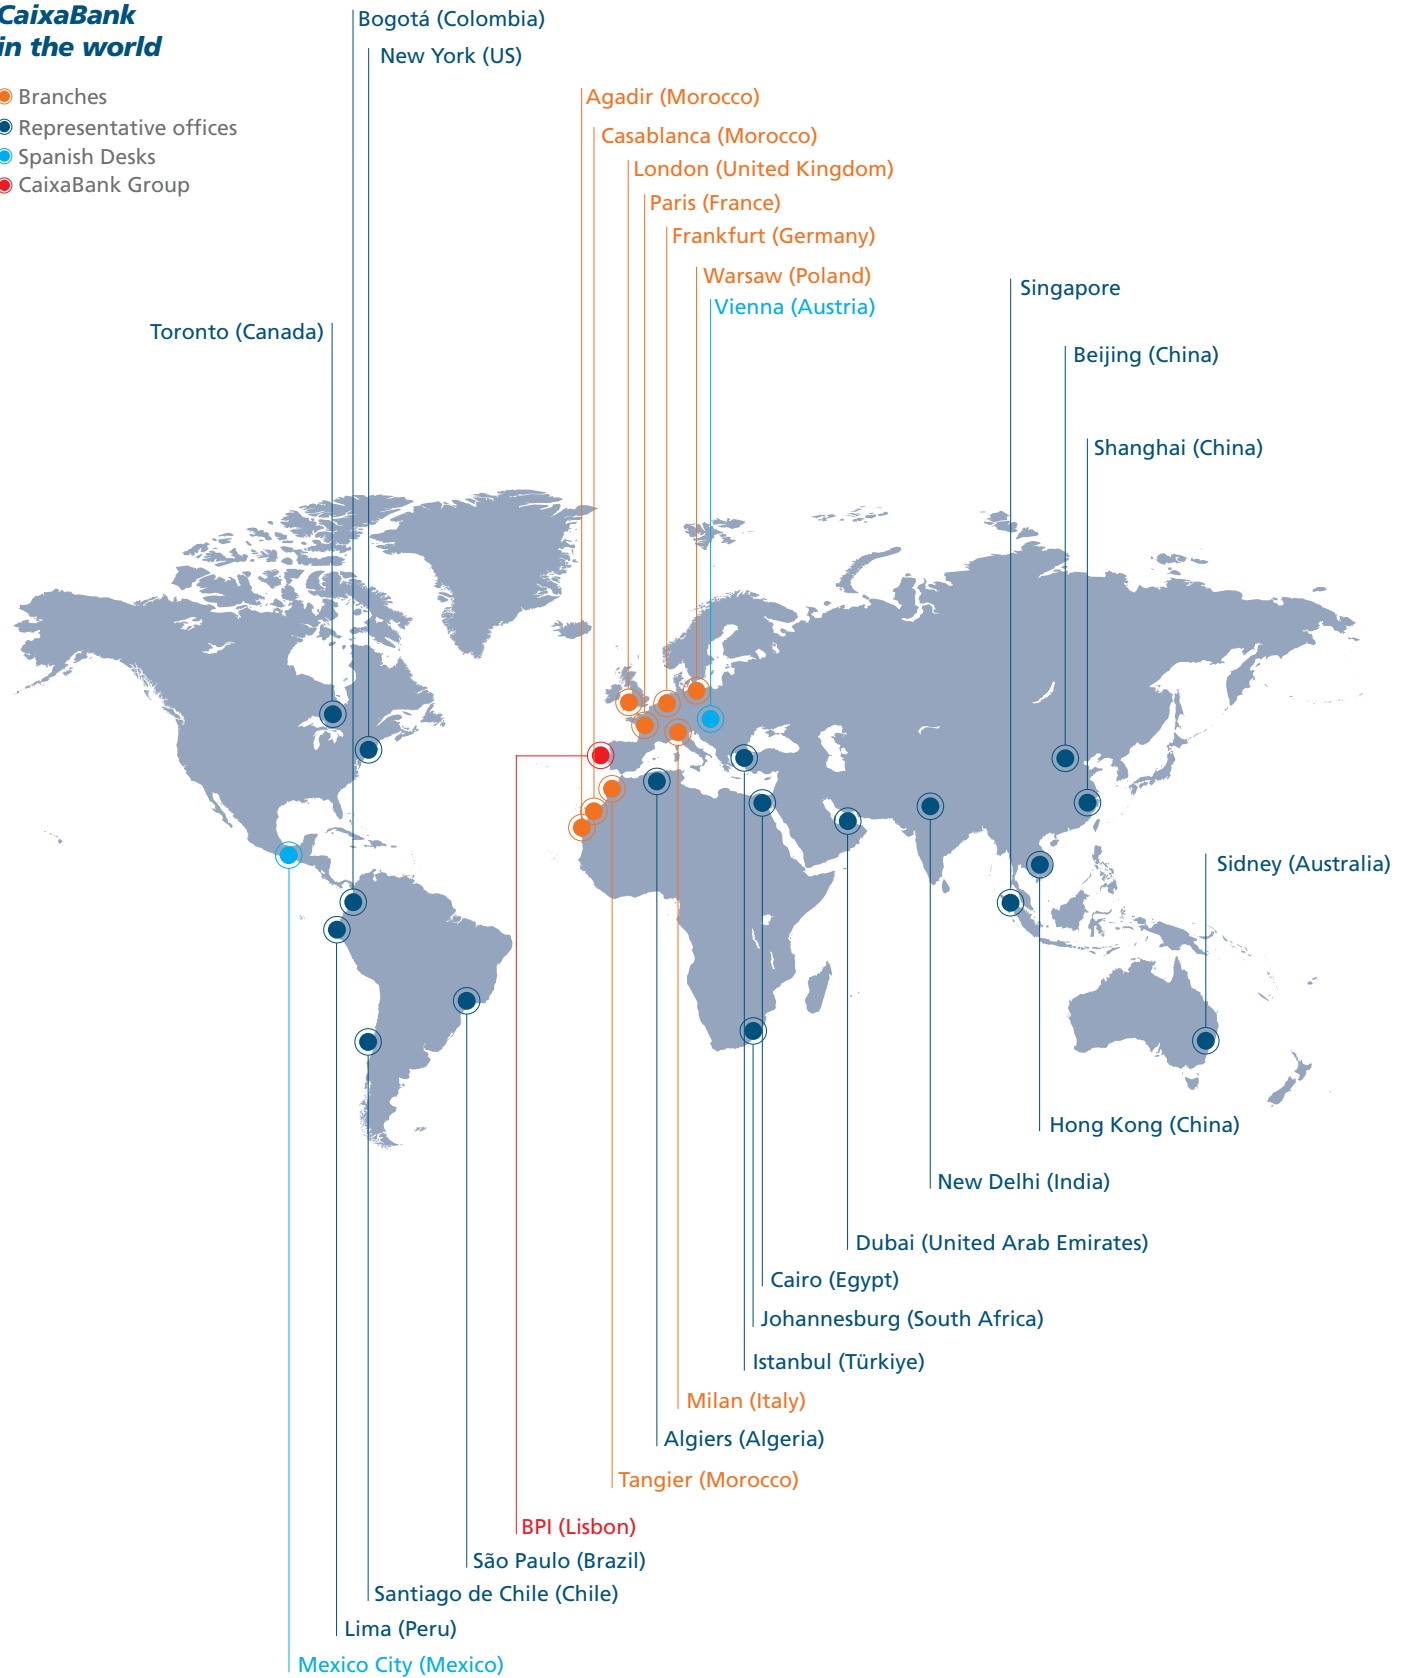 CaixaBank
in the world
Branches
Representative offices
Spanish Desks
CaixaBank Group
Bogotá (Colombia)
New York (US)
Agadir (Morocco)
Casablanca (Morocco)
London (United Kingdom)
Paris (France)
Frankfurt (Germany)
Warsaw (Poland)
Vienna (Austria)
Singapore
Toronto (Canada)
Beijing (China)
Shanghai (China)
Sidney (Australia)
Hong Kong (China)
New Delhi (India)
Dubai (United Arab Emirates)
Cairo (Egypt)
Johannesburg (South Africa)
Istanbul (Türkiye)
Milan (Italy)
Algiers (Algeria)
Tangier (Morocco)
BPI (Lisbon)
São Paulo (Brazil)
Santiago de Chile (Chile)
Lima (Peru)
Mexico City (Mexico)